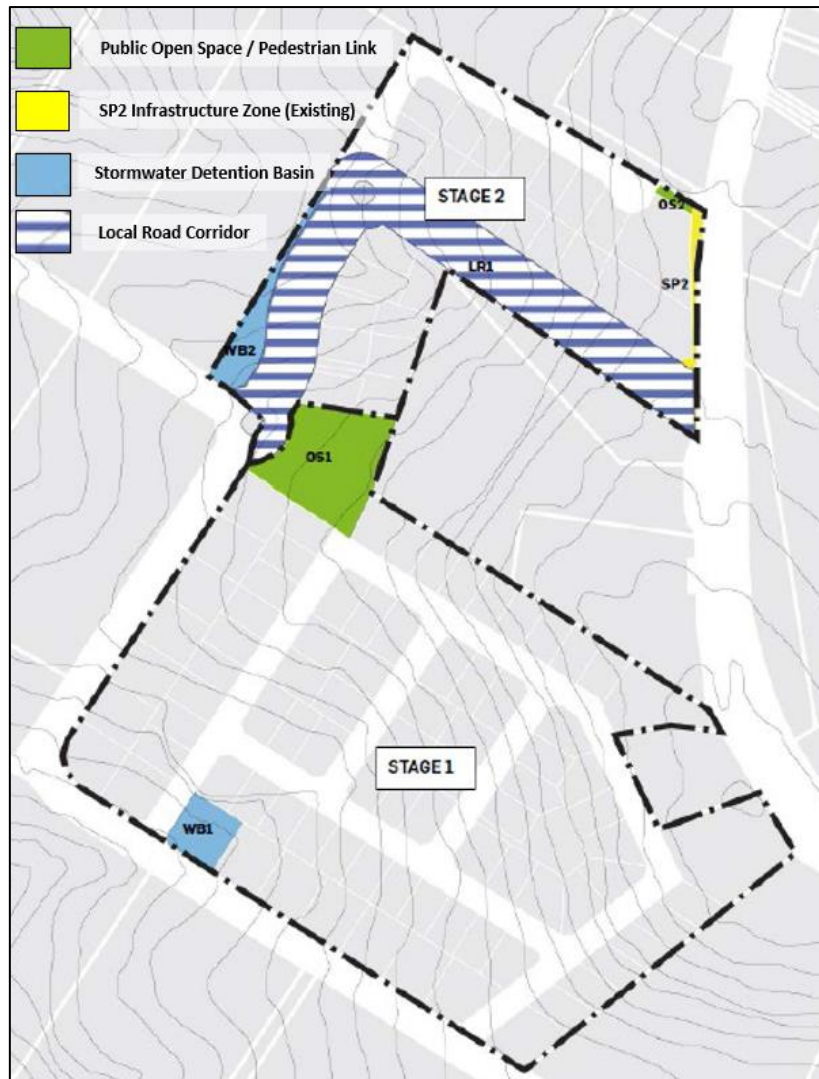 Public Open Space / Pedestrian Link
SP2 Infrastructure Zone (Existing)
Stormwater Detention Basin
Local Road Corridor
STAGE 2
OS2
LR1
SP2
WB2
OS1
STAGE 1
WB1